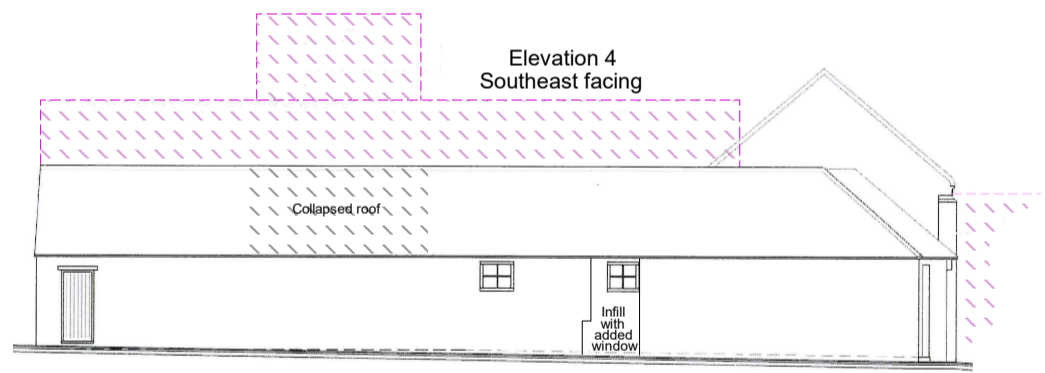 Elevation 4
Southeast facing
Collapsed roof
Infill
with
added
window